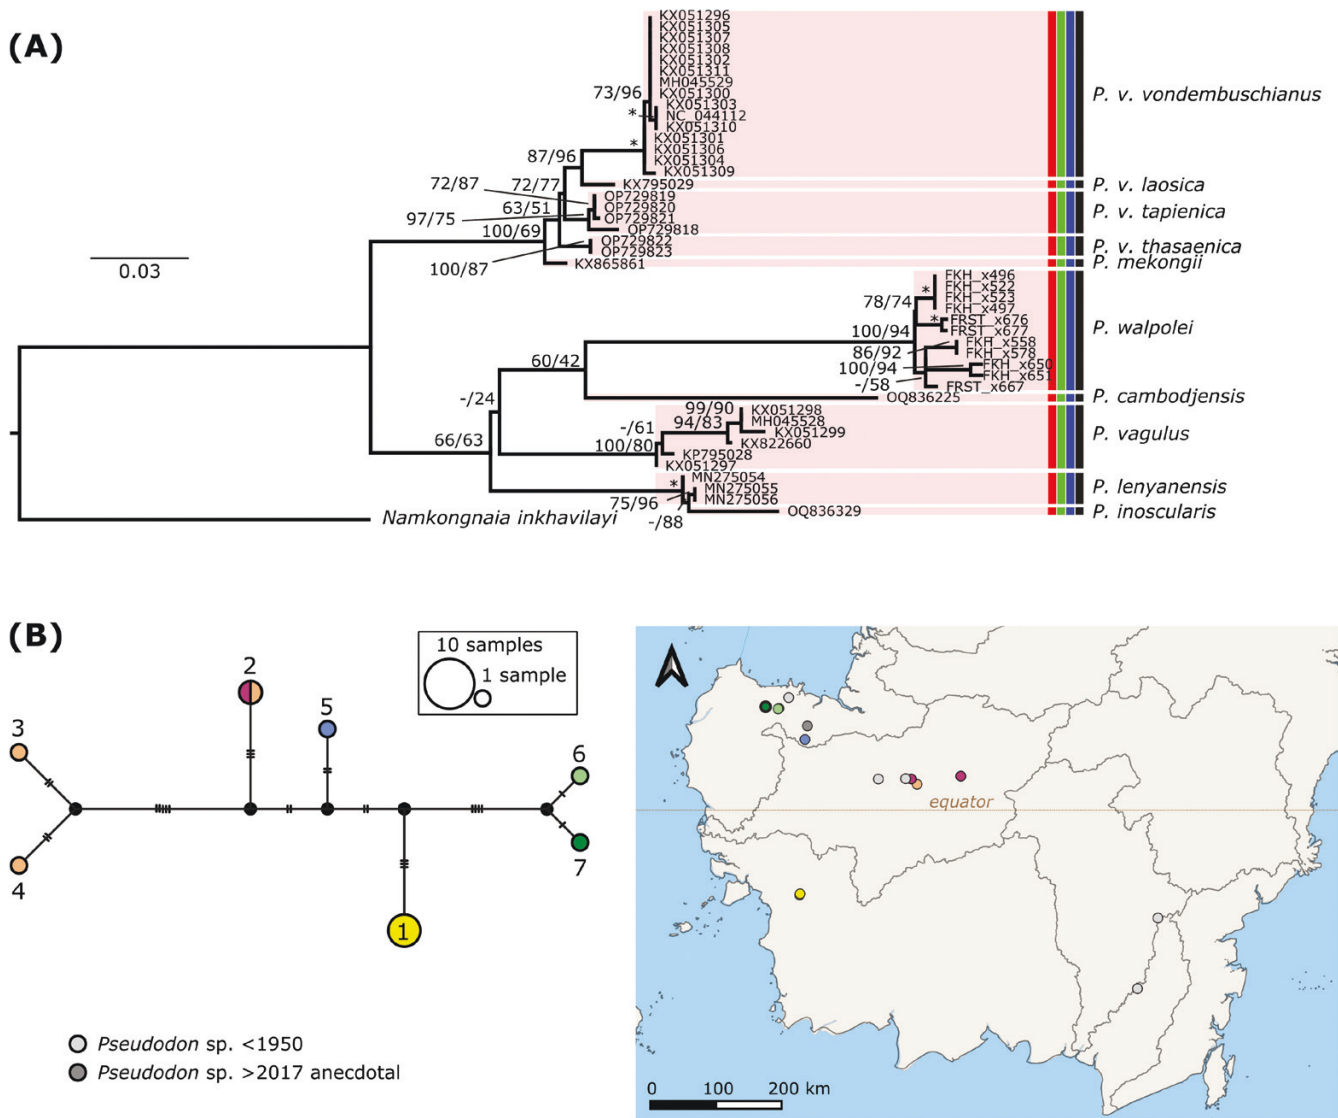 (A)
KX051296
KX051305
KX051307
KX051308
KX051302
KX051311
MH045529
KX051300
KX051303
NC_044112
KX051310
KX051301
KX051306
KX051304
KX051309
KX795029
OP729819
OP729820
OP729821
OP729818
OP729822
OP729823
KX865861
FKH_x496
FKH_x522
FKH_x523
FKH_x497
FRST_x676
FRST_x677
FKH_x558
FKH_x578
FKH_x650
FKH_x651
FRST_x667
OQ836225
KX051298
MH045528
KX051299
KX822660
KP795028
KX051297
MN275054
MN275055
MN275056
OQ836329
Namkongnaia inkhavilayi
73/96
*
*
87/96
72/87
72/77
97/75
63/51
100/69
100/87
0.03
*
78/74
*
100/94
86/92
100/94
-/58
60/42
-/24
99/90
94/83
-/61
66/63
100/80
*
75/96
-/88
P. v. vondembuschianus
P. v. laosica
P. v. tapienica
P. v. thasaenica
P. mekongii
P. walpolei
P. cambodjensis
P. vagulus
P. lenyanensis
P. inoscularis
(B)
10 samples
1 sample
2
5
3
6
4
7
1
Pseudodon sp. <1950
Pseudodon sp. >2017 anecdotal
equator
0 100 200 km